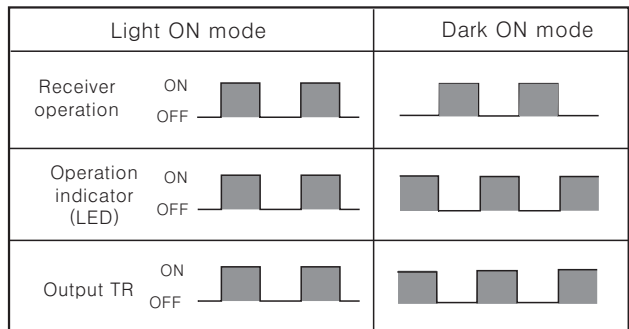 Light ON mode
Dark ON mode
Receiver
operation
ON
OFF
Operation
indicator
(LED)
ON
OFF
Output TR
ON
OFF